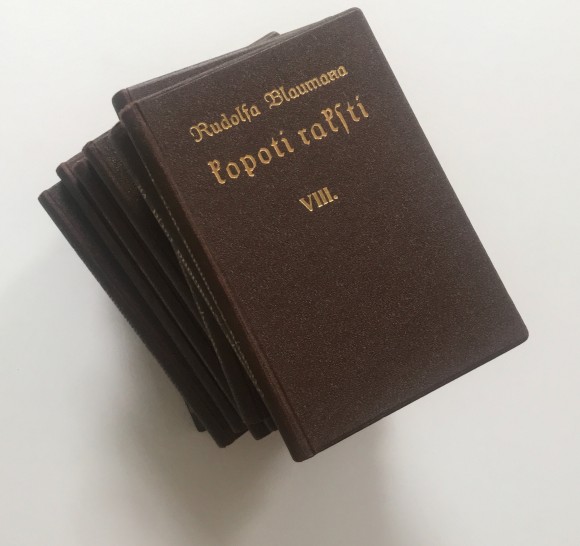 Rudolfa Blaumaņa
kopoti raksti
VIII.